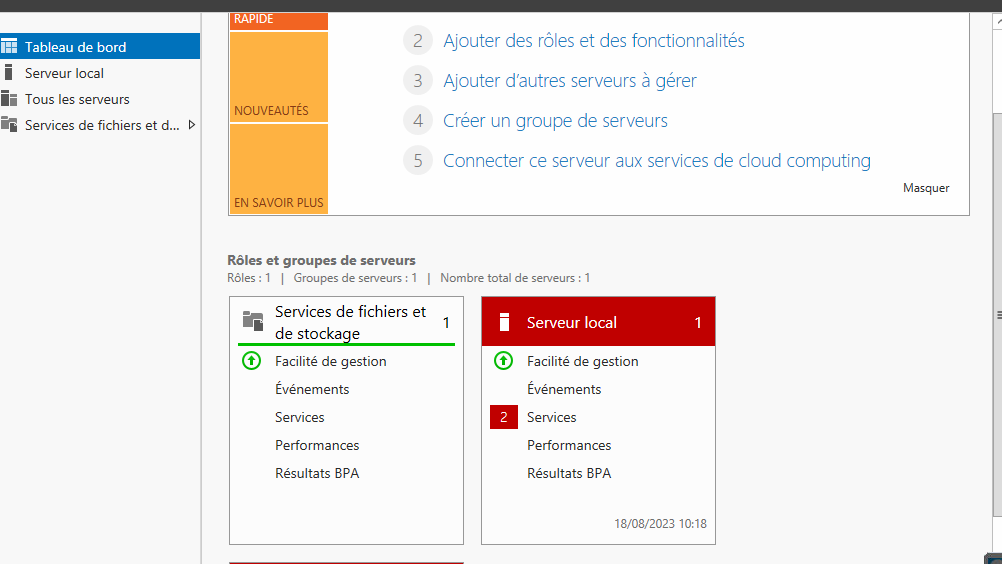 Tableau de bord
Serveur local
Tous les serveurs
Services de fichiers et d...
RAPIDE
NOUVEAUTÉS
EN SAVOIR PLUS
2 Ajouter des rôles et des fonctionnalités
3 Ajouter d’autres serveurs à gérer
4 Créer un groupe de serveurs
5 Connecter ce serveur aux services de cloud computing
Masquer
Rôles et groupes de serveurs
Rôles : 1 | Groupes de serveurs : 1 | Nombre total de serveurs : 1
Services de fichiers et
de stockage
1
Facilité de gestion
Événements
Services
Performances
Résultats BPA
Serveur local 1
Facilité de gestion
Événements
2 Services
Performances
Résultats BPA
18/08/2023 10:18